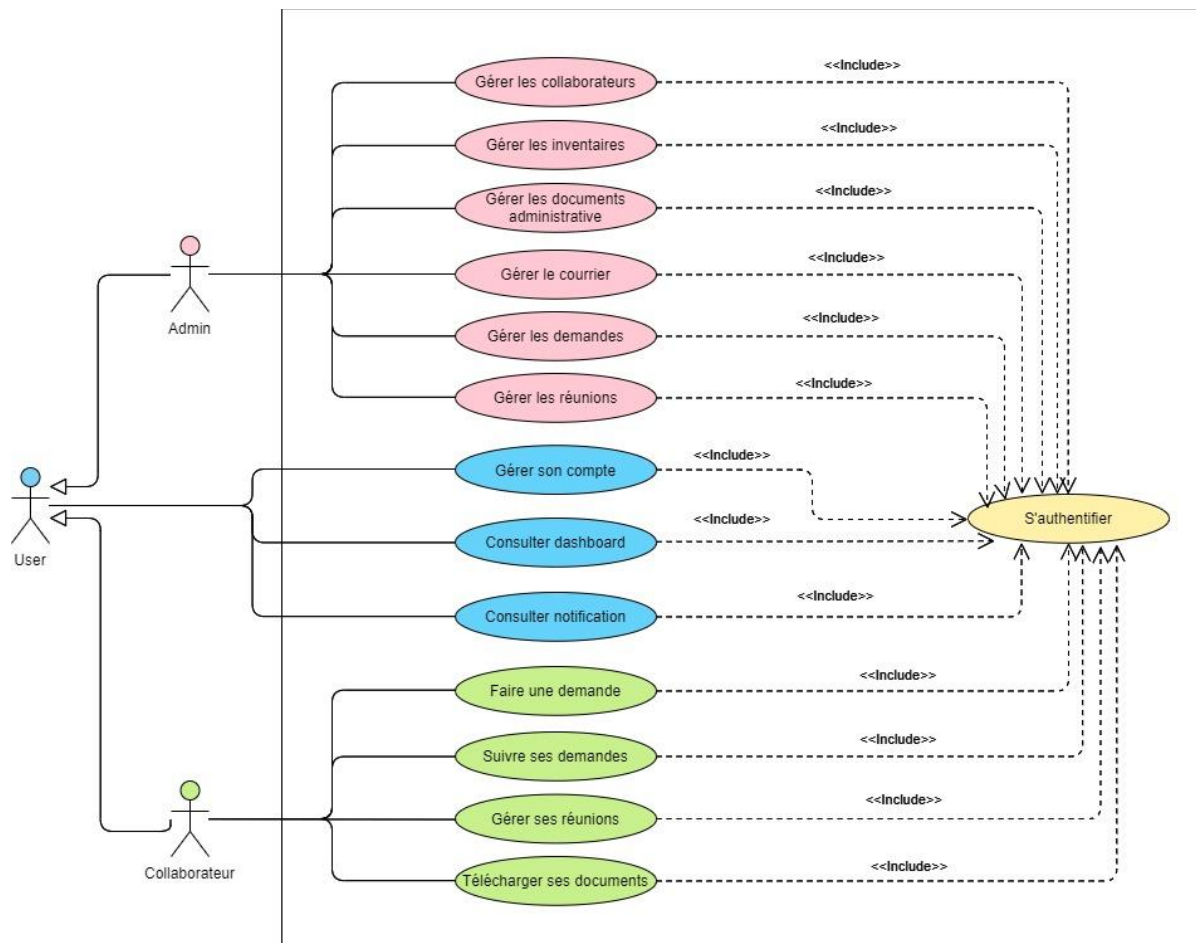 Gérer les collaborateurs
<<Include>>
Gérer les inventaires
<<Include>>
Gérer les documents
administrative
<<Include>>
Admin
Gérer le courrier
<<Include>>
Gérer les demandes
<<Include>>
Gérer les réunions
<<Include>>
User
Gérer son compte
<<Include>>
Consulter dashboard
<<Include>>
Consulter notification
<<Include>>
S'authentifier
Faire une demande
<<Include>>
Suivre ses demandes
<<Include>>
Collaborateur
Gérer ses réunions
<<Include>>
Télécharger ses documents
<<Include>>